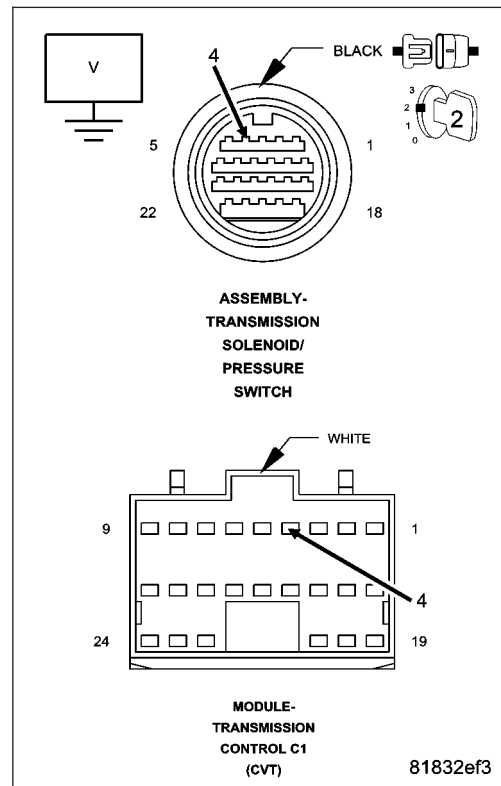 V
4
BLACK
3
2
1
0
2
5
1
22
18
ASSEMBLY-
TRANSMISSION
SOLENOID/
PRESSURE
SWITCH
WHITE
9
1
4
24
19
MODULE-
TRANSMISSION
CONTROL C1
(CVT)
81832ef3